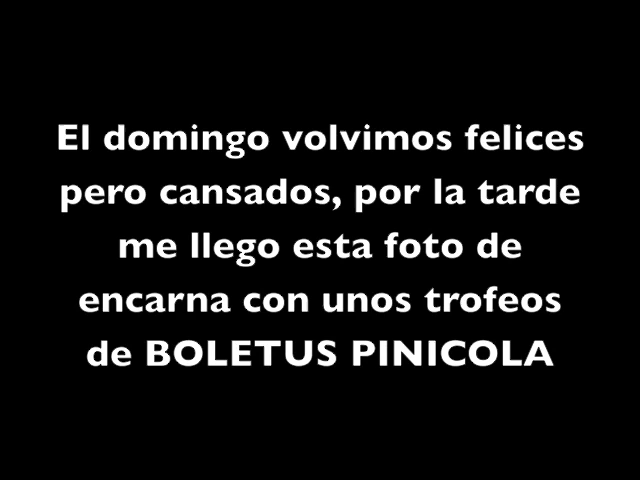 El domingo volvimos felices
pero cansados, por la tarde
me llego esta foto de
encarna con unos trofeos
de BOLETUS PINICOLA